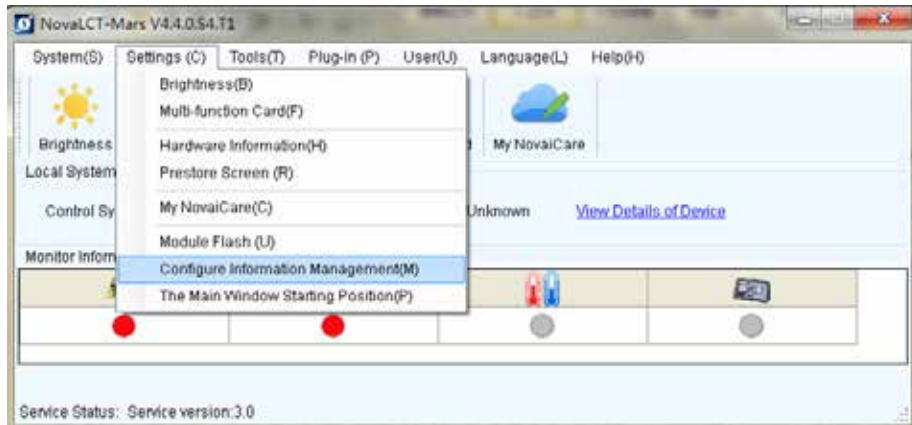 NovaLCT-Mars V4.4.0.S4.T1
System(S) Settings (C) Tools(T) Plug-in (P) User(U) Language(L) Help(H)
Brightness(B)
Multi-function Card(F)
Hardware Information(H)
Prestore Screen (R)
My NovaiCare(C)
Module Flash (U)
Configure Information Management(M)
The Main Window Starting Position(P)
Brightness My NovaiCare
Local System
Control Sy Unknown View Details of Device
Monitor Inform
Service Status: Service version:3.0